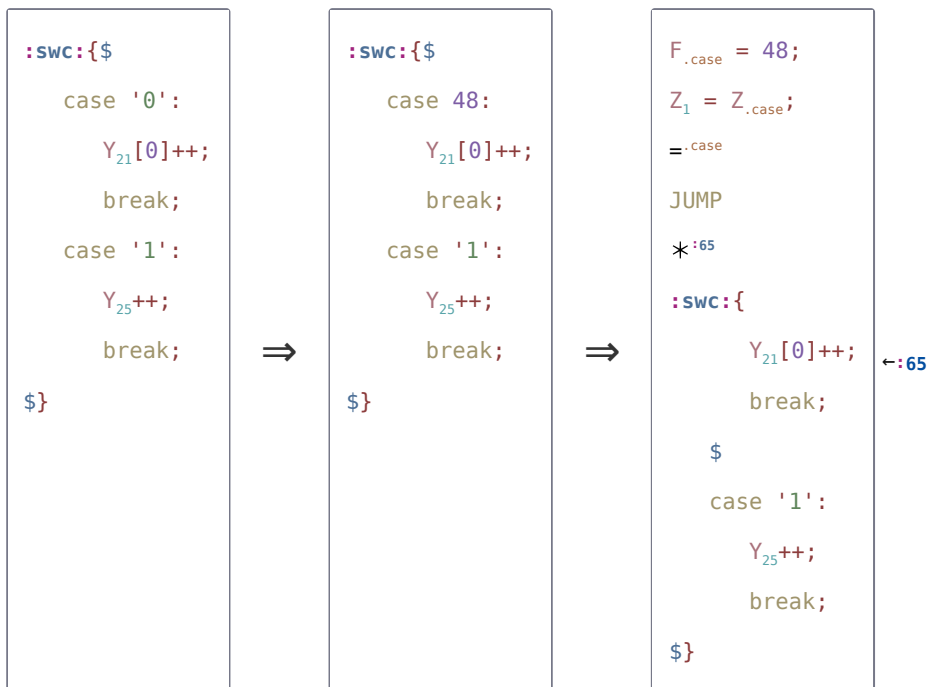 :swc:{$
case '0':
Y21[0]++;
break;
case '1':
Y25++;
break;
$}
⇒
:swc:{$
case 48:
Y21[0]++;
break;
case '1':
Y25++;
break;
$}
⇒
F.case = 48;
Z1 = Z.case;
=.case
JUMP
*:65
:swc:{
Y21[0]++;
break;
$
case '1':
Y25++;
break;
$}
←:65